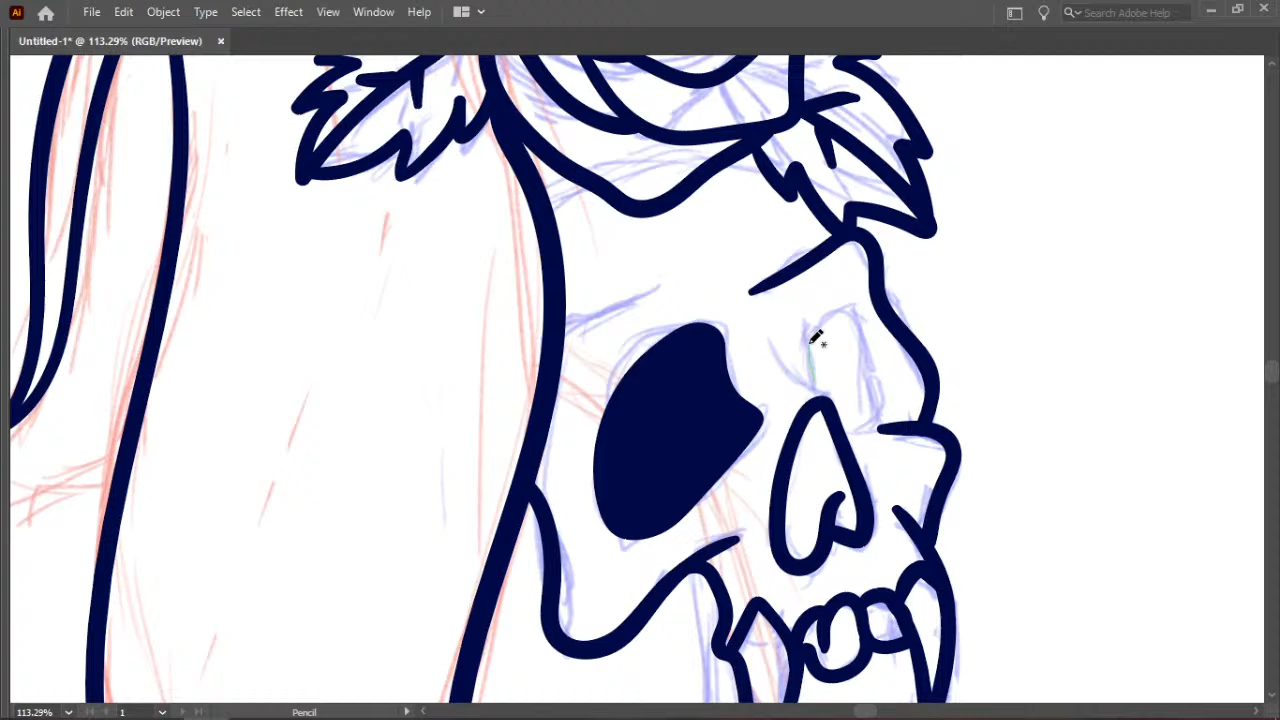 Ai File Edit Object Type Select Effect View Window Help Search Adobe Help
Untitled-1* @ 113.29% (RGB/Preview) ×
113.29% 1 Pencil